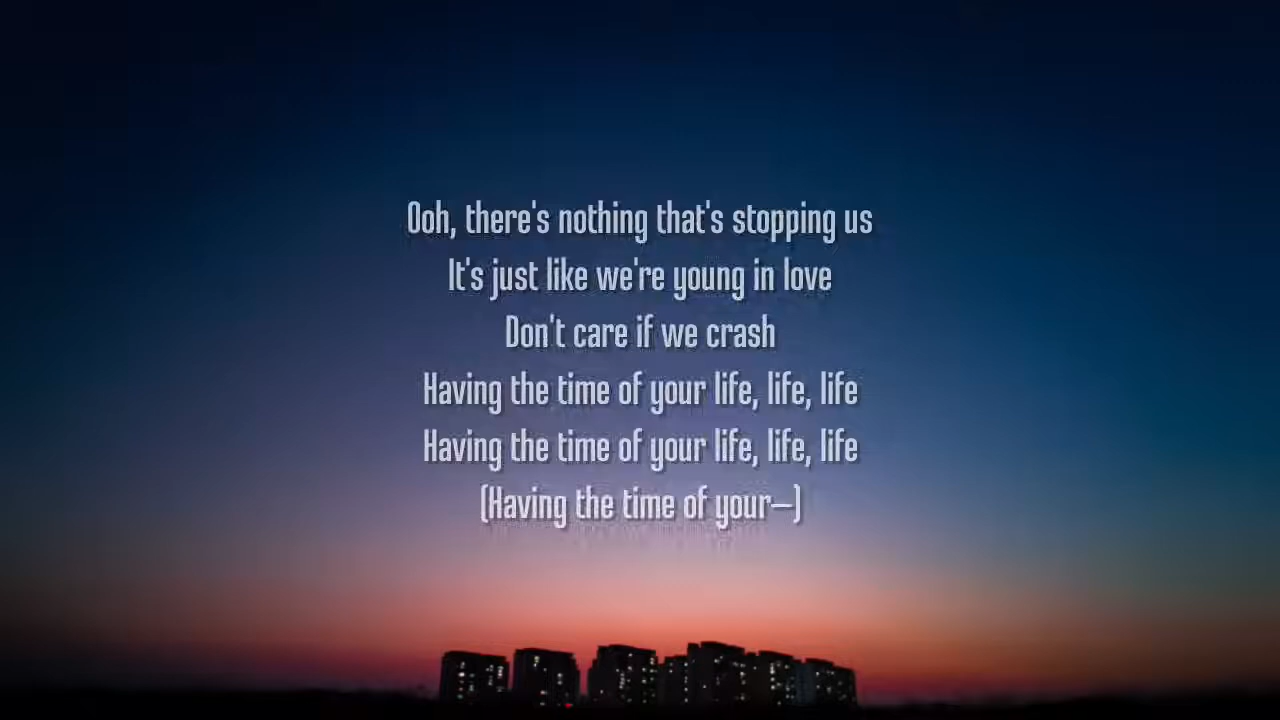 Ooh, there's nothing that's stopping us
It's just like we're young in love
Don't care if we crash
Having the time of your life, life, life
Having the time of your life, life, life
(Having the time of your—)